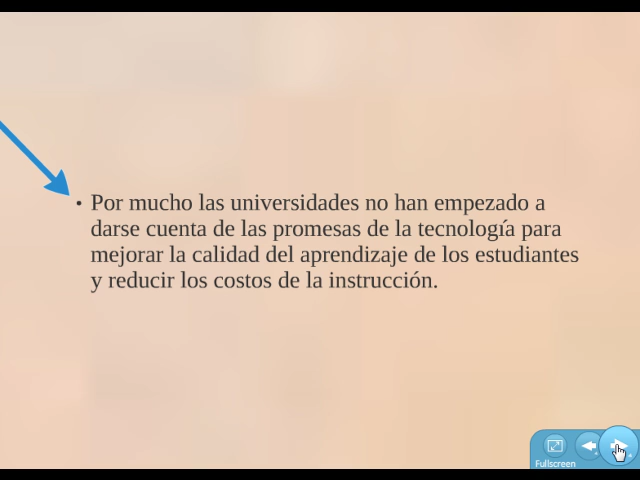 • Por mucho las universidades no han empezado a
darse cuenta de las promesas de la tecnología para
mejorar la calidad del aprendizaje de los estudiantes
y reducir los costos de la instrucción.
Fullscreen